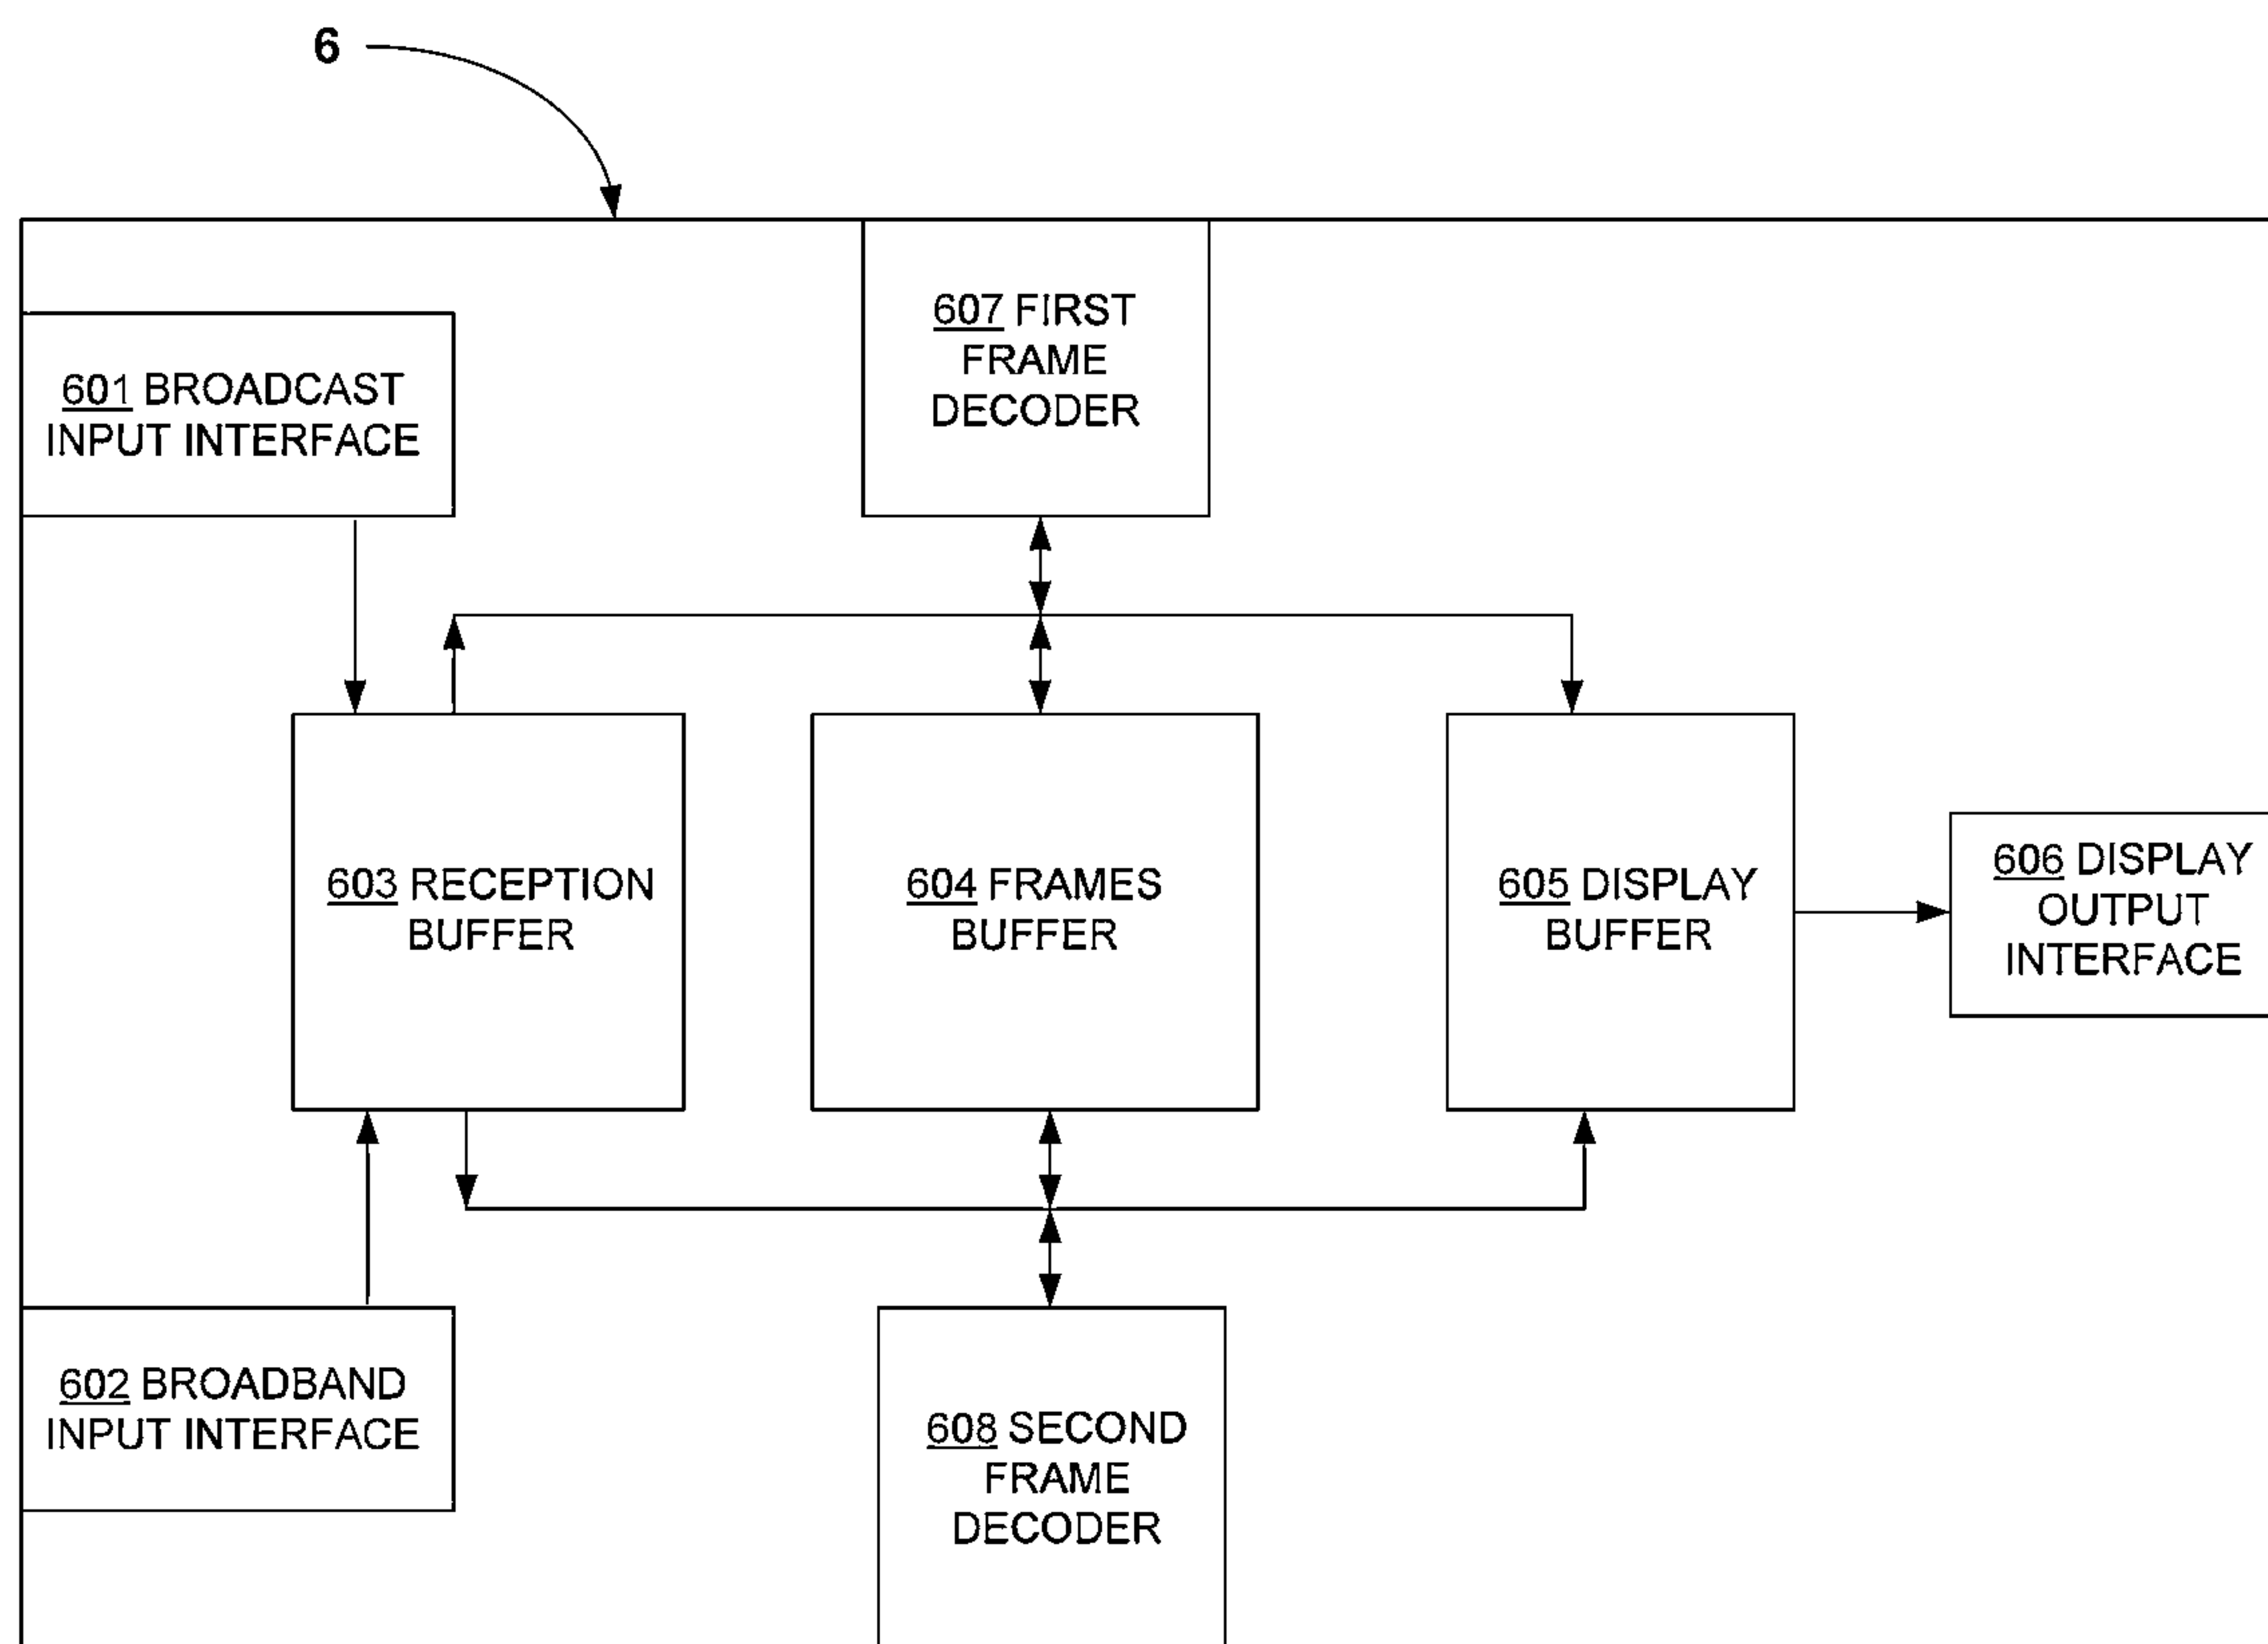 6
607 FIRST
FRAME
DECODER
601 BROADCAST
INPUT INTERFACE
603 RECEPTION
BUFFER
604 FRAMES
BUFFER
605 DISPLAY
BUFFER
606 DISPLAY
OUTPUT
INTERFACE
602 BROADBAND
INPUT INTERFACE
608 SECOND
FRAME
DECODER